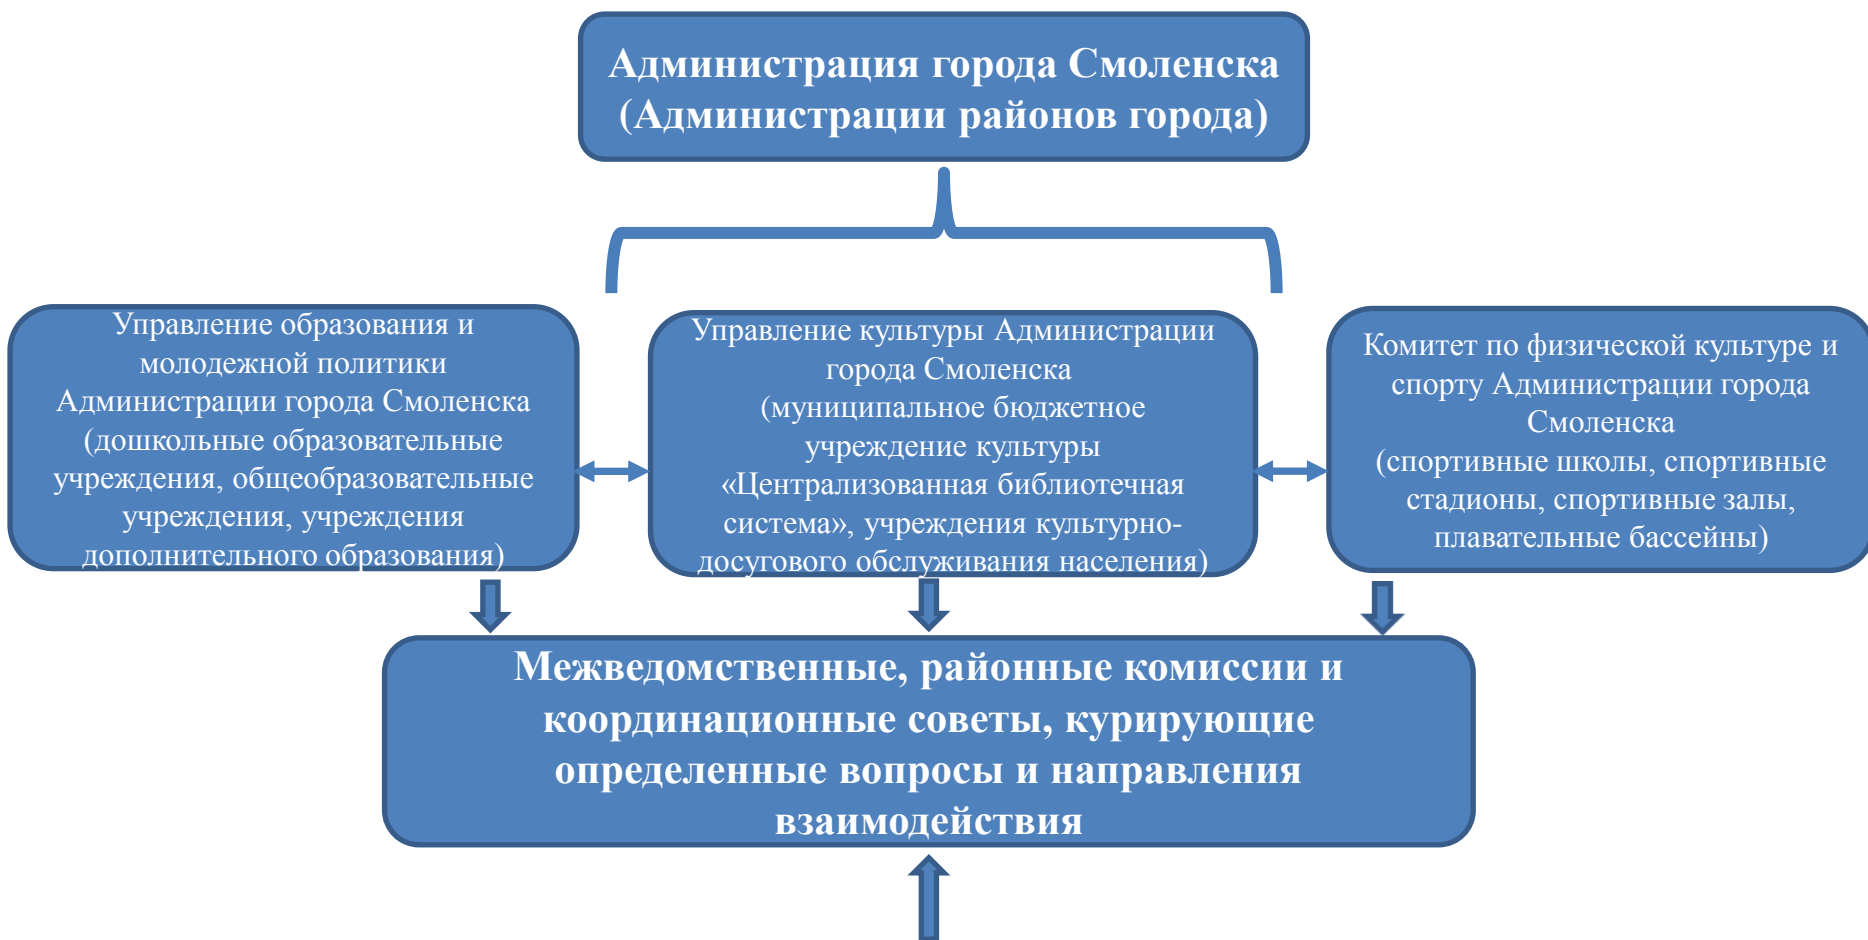 Администрация города Смоленска
(Администрации районов города)
Управление образования и
молодежной политики
Администрации города Смоленска
(дошкольные образовательные
учреждения, общеобразовательные
учреждения, учреждения
дополнительного образования)
Управление культуры Администрации
города Смоленска
(муниципальное бюджетное
учреждение культуры
«Централизованная библиотечная
система», учреждения культурно-
досугового обслуживания населения)
Комитет по физической культуре и
спорту Администрации города
Смоленска
(спортивные школы, спортивные
стадионы, спортивные залы,
плавательные бассейны)
Межведомственные, районные комиссии и
координационные советы, курирующие
определенные вопросы и направления
взаимодействия